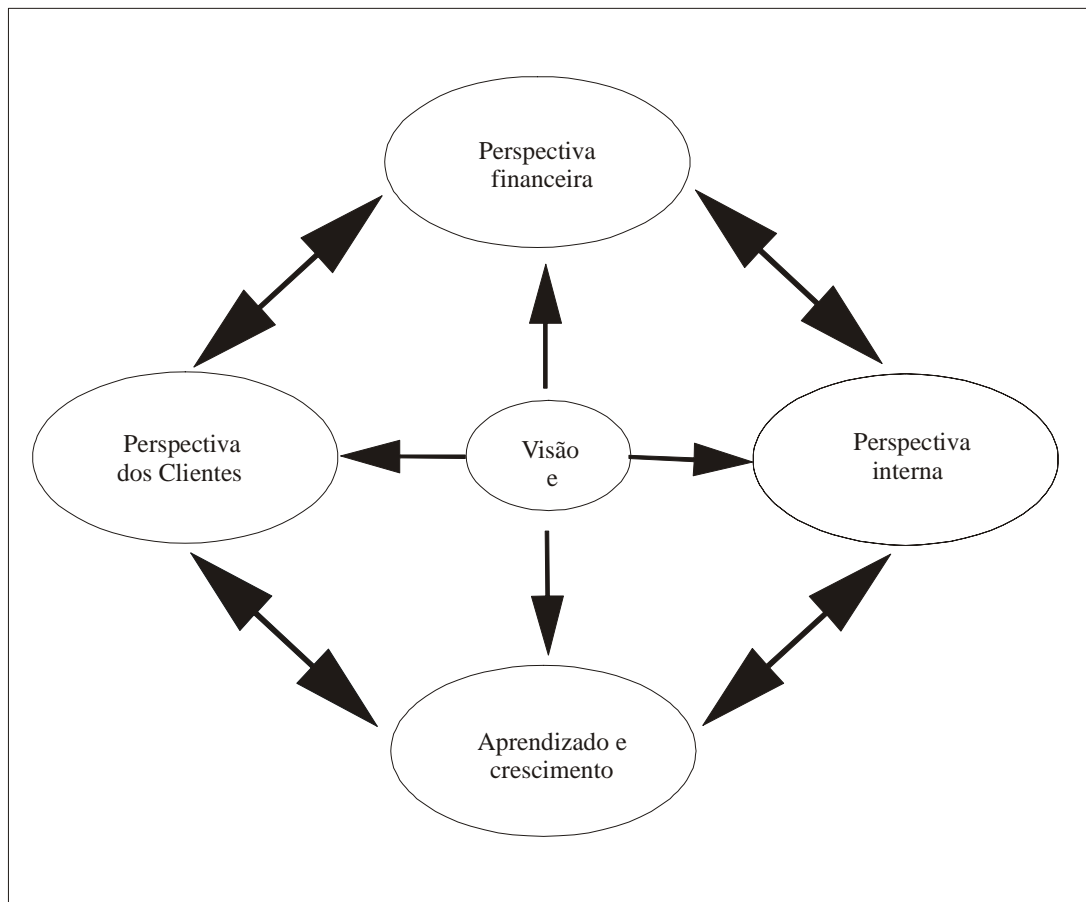 Perspectiva
financeira
Perspectiva
dos Clientes
Visão
e
Perspectiva
interna
Aprendizado e
crescimento